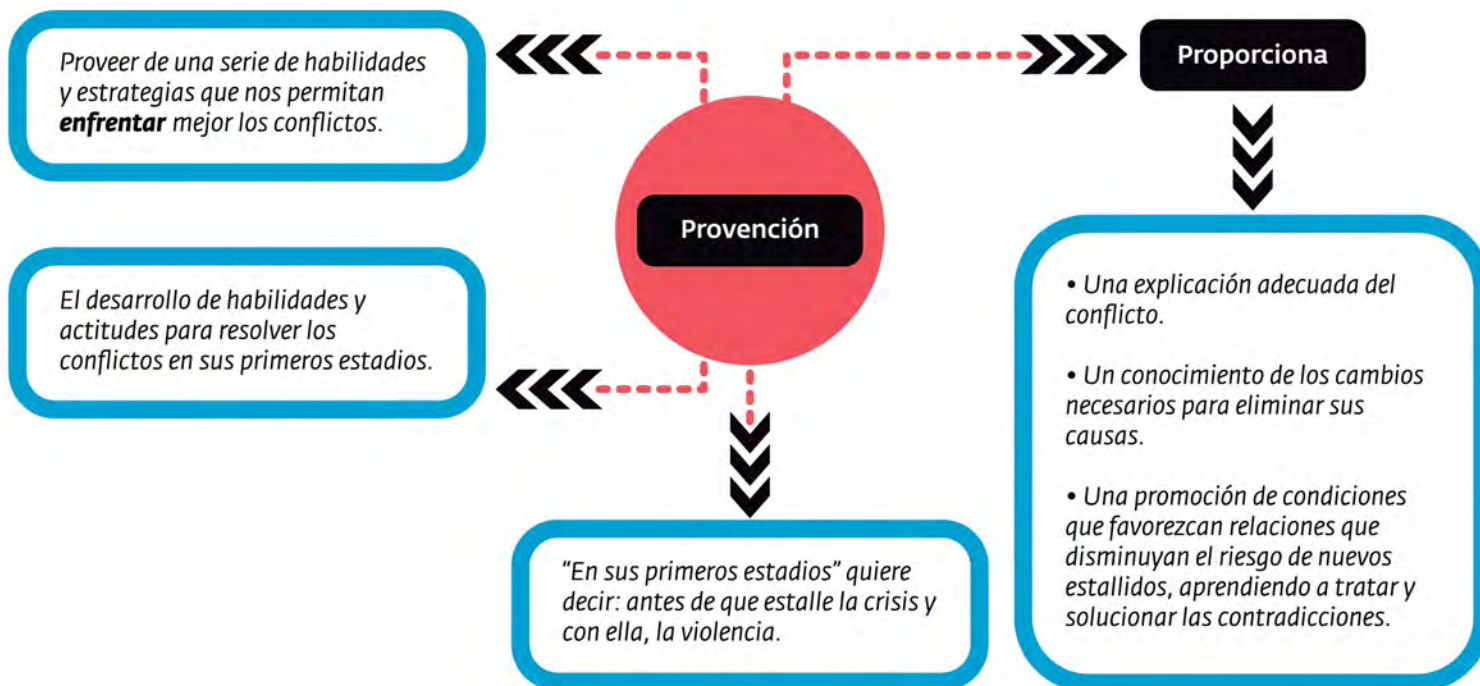 Proveer de una serie de habilidades
y estrategias que nos permitan
enfrentar mejor los conflictos.
Proporciona
Provención
El desarrollo de habilidades y
actitudes para resolver los
conflictos en sus primeros estadios.
"En sus primeros estadios" quiere
decir: antes de que estalle la crisis y
con ella, la violencia.
• Una explicación adecuada del
conflicto.
• Un conocimiento de los cambios
necesarios para eliminar sus
causas.
• Una promoción de condiciones
que favorezcan relaciones que
disminuyan el riesgo de nuevos
estallidos, aprendiendo a tratar y
solucionar las contradicciones.